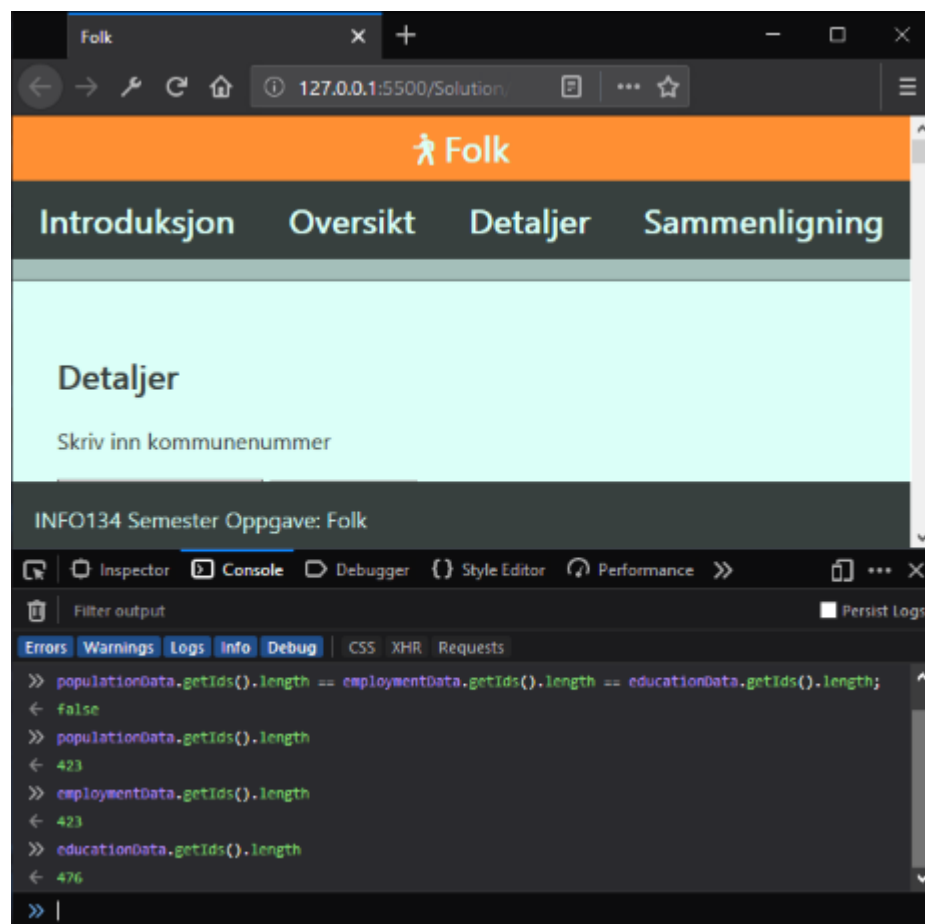 Folk
127.0.0.1:5500/Solution/
Folk
Introduksjon Oversikt Detaljer Sammenligning
Detaljer
Skriv inn kommunenummer
INFO134 Semester Oppgave: Folk
Inspector Console Debugger {} Style Editor Performance
Filter output Persist Logs
Errors Warnings Logs Info Debug CSS XHR Requests
populationData.getIds().length == employmentData.getIds().length == educationData.getIds().length;
false
populationData.getIds().length
423
employmentData.getIds().length
423
educationData.getIds().length
476